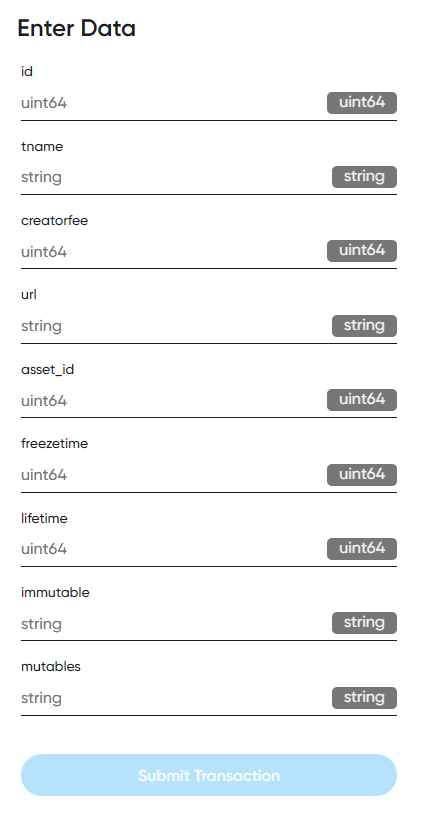 Enter Data
id
uint64 uint64
tname
string string
creatorfee
uint64 uint64
url
string string
asset_id
uint64 uint64
freezetime
uint64 uint64
lifetime
uint64 uint64
immutable
string string
mutables
string string
Submit Transaction